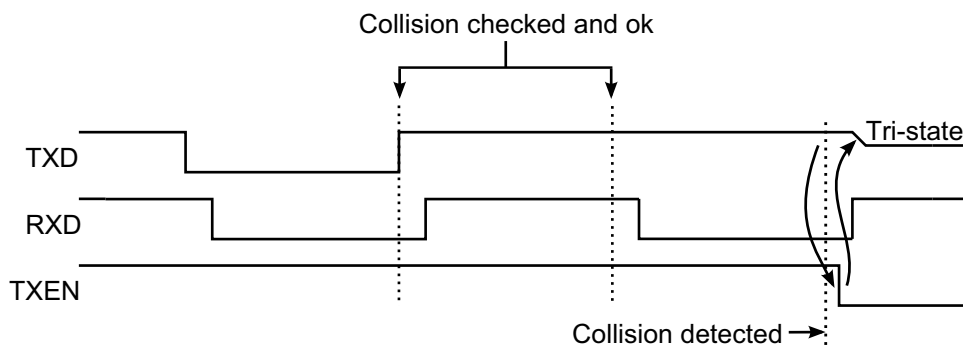 Collision checked and ok
TXD
Tri-state
RXD
TXEN
Collision detected